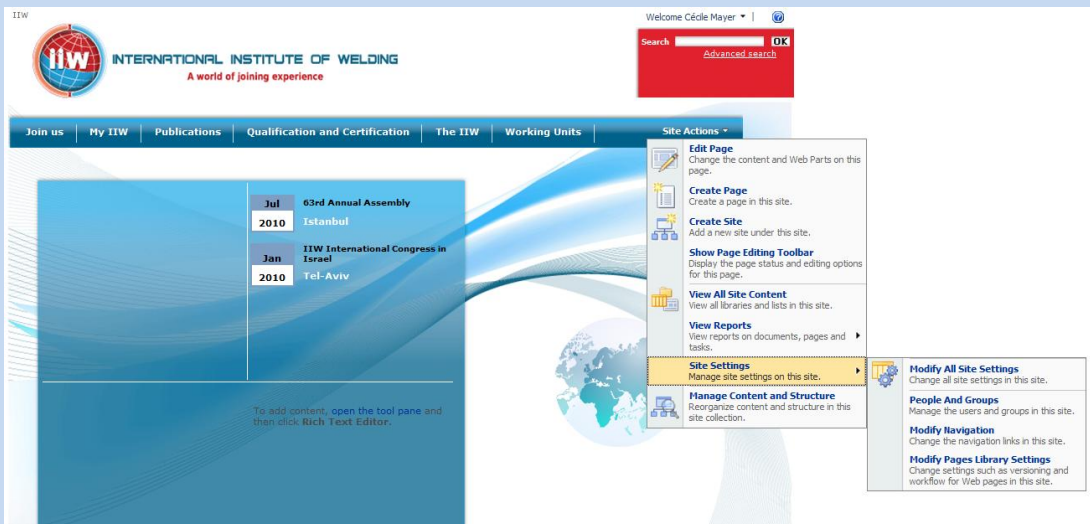 IIW
Welcome Cécile Mayer
IIW
INTERNATIONAL INSTITUTE OF WELDING
A world of joining experience
Search
OK
Advanced search
Join us
My IIW
Publications
Qualification and Certification
The IIW
Working Units
Site Actions
Edit Page
Change the content and Web Parts on this
page.
Create Page
Create a page in this site.
Create Site
Add a new site under this site.
Show Page Editing Toolbar
Display the page status and editing options
for this page.
View All Site Content
View all libraries and lists in this site.
View Reports
View reports on documents, pages and
tasks.
Site Settings
Manage site settings on this site.
Manage Content and Structure
Reorganize content and structure in this
site collection.
Modify All Site Settings
Change all site settings in this site.
People And Groups
Manage the users and groups in this site.
Modify Navigation
Change the navigation links in this site.
Modify Pages Library Settings
Change settings such as versioning and
workflow for Web pages in this site.
Jul
2010
63rd Annual Assembly
Istanbul
Jan
2010
IIW International Congress in
Israel
Tel-Aviv
To add content, open the tool pane and
then click Rich Text Editor.